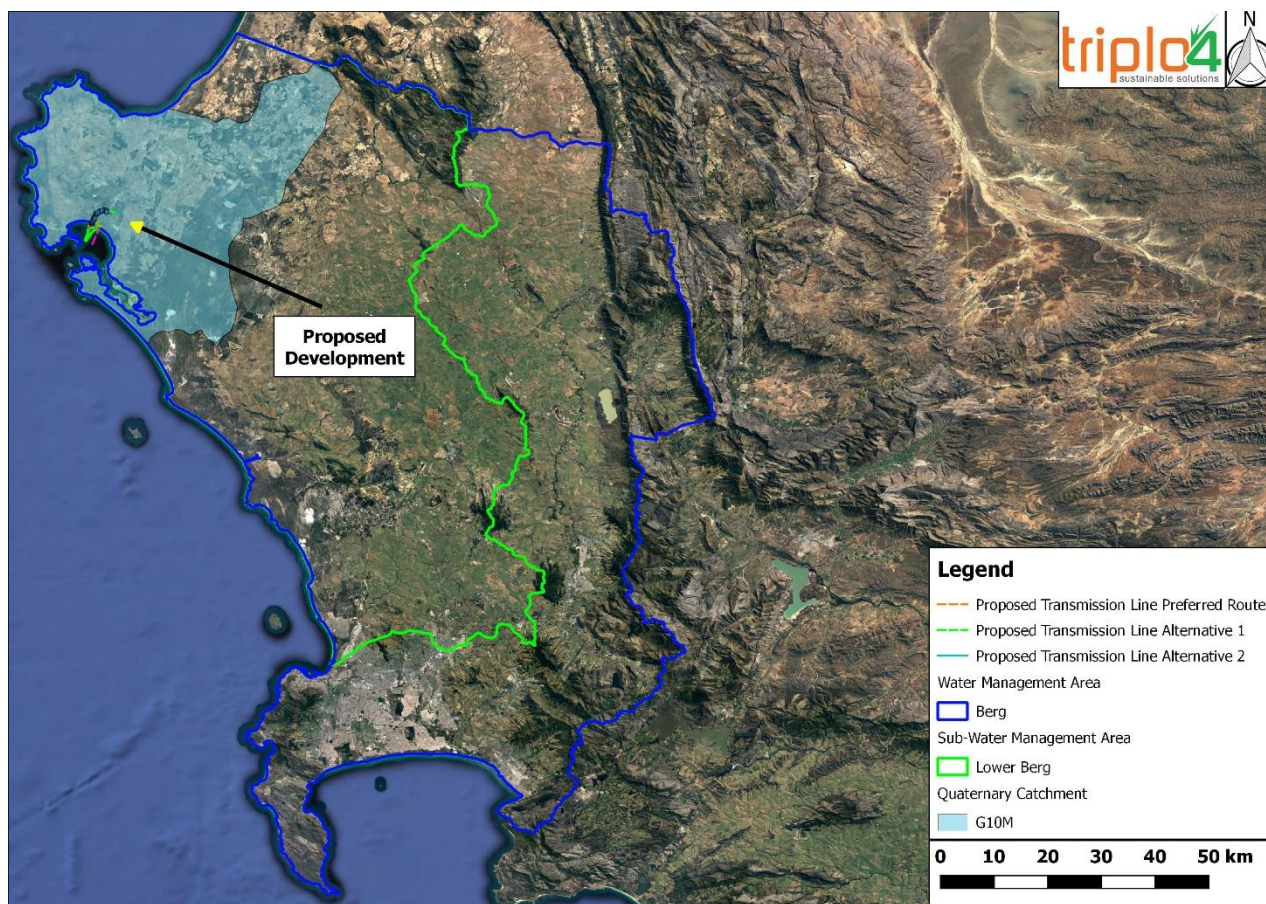 triplo4
sustainable solutions
N
Proposed
Development
Legend
Proposed Transmission Line Preferred Route
Proposed Transmission Line Alternative 1
Proposed Transmission Line Alternative 2
Water Management Area
Berg
Sub-Water Management Area
Lower Berg
Quaternary Catchment
G10M
0 10 20 30 40 50 km